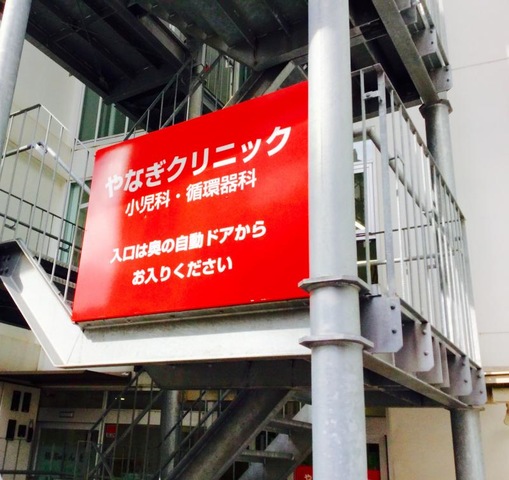 やなぎクリニック
小児科・循環器科
入口は奥の自動ドアから
お入りください